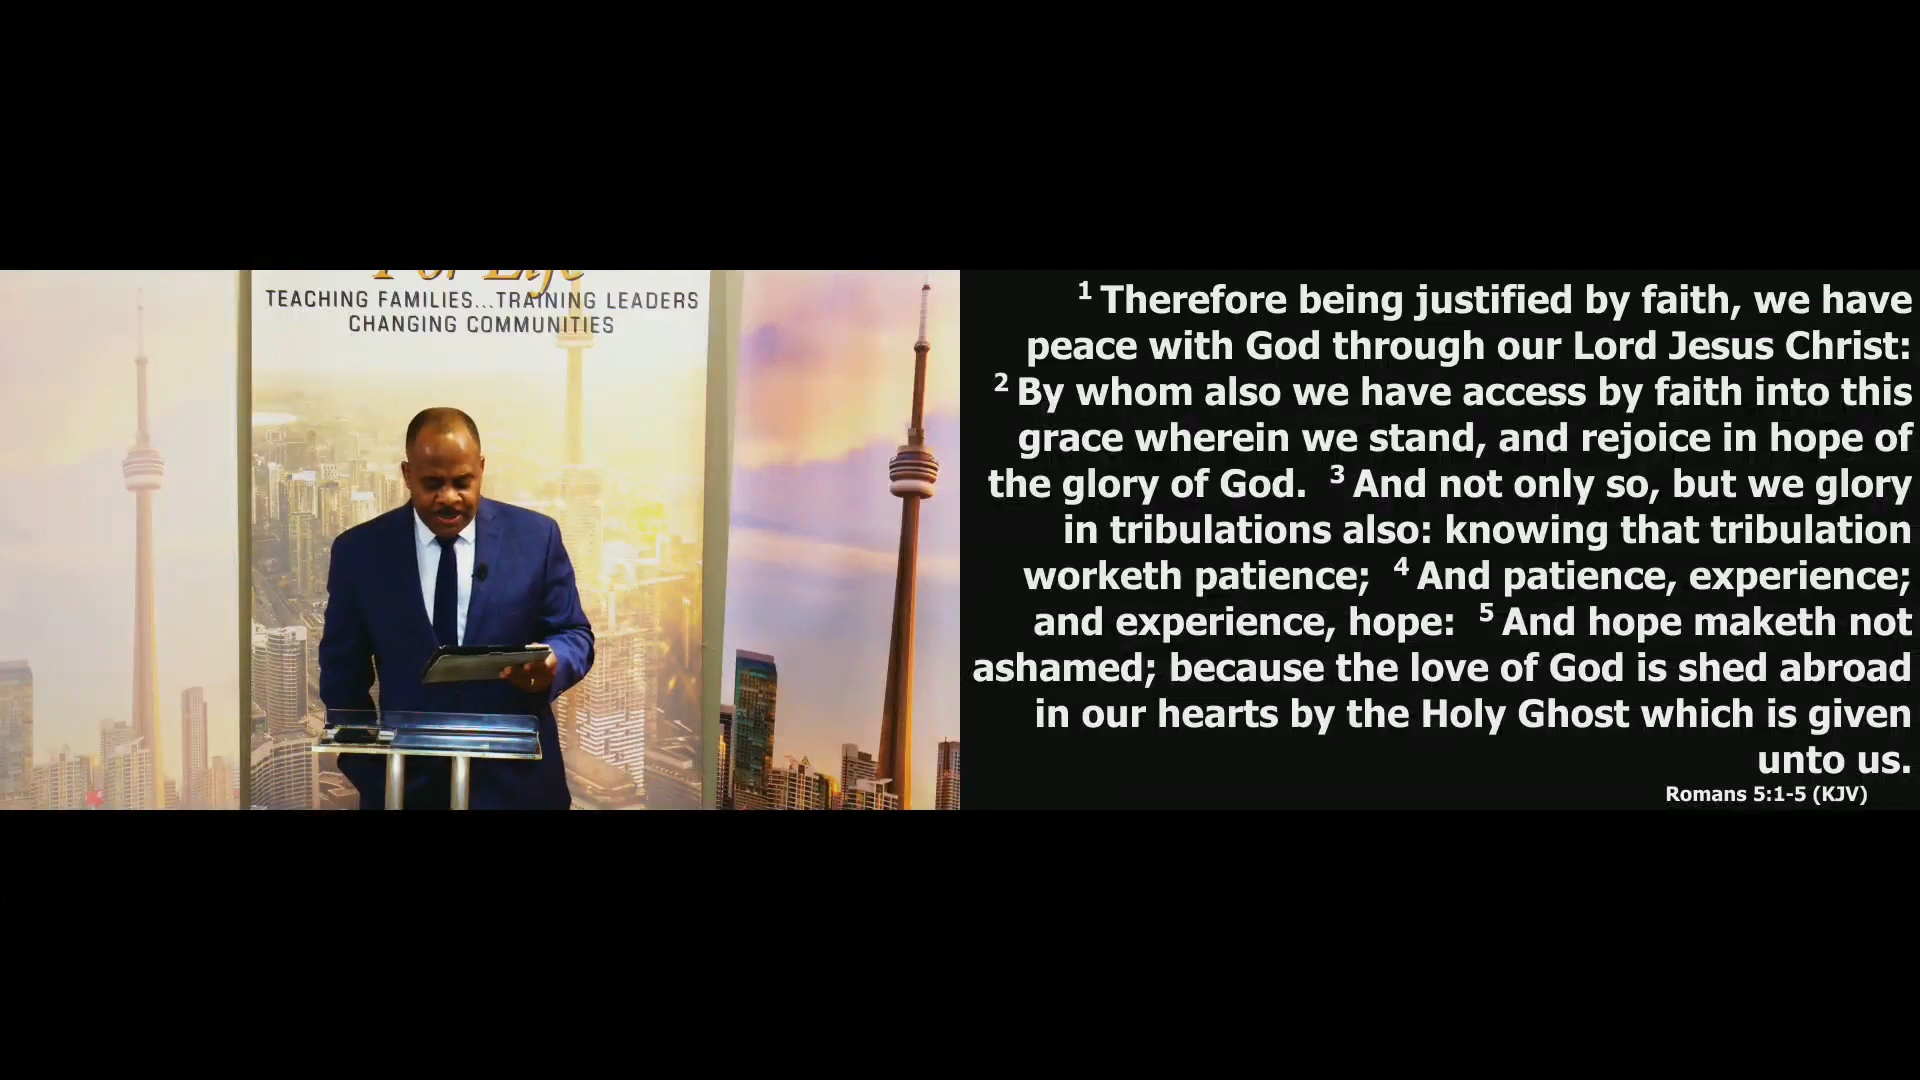 For Life
TEACHING FAMILIES...TRAINING LEADERS
CHANGING COMMUNITIES
1 Therefore being justified by faith, we have
peace with God through our Lord Jesus Christ:
2 By whom also we have access by faith into this
grace wherein we stand, and rejoice in hope of
the glory of God. 3 And not only so, but we glory
in tribulations also: knowing that tribulation
worketh patience; 4 And patience, experience;
and experience, hope: 5 And hope maketh not
ashamed; because the love of God is shed abroad
in our hearts by the Holy Ghost which is given
unto us.
Romans 5:1-5 (KJV)